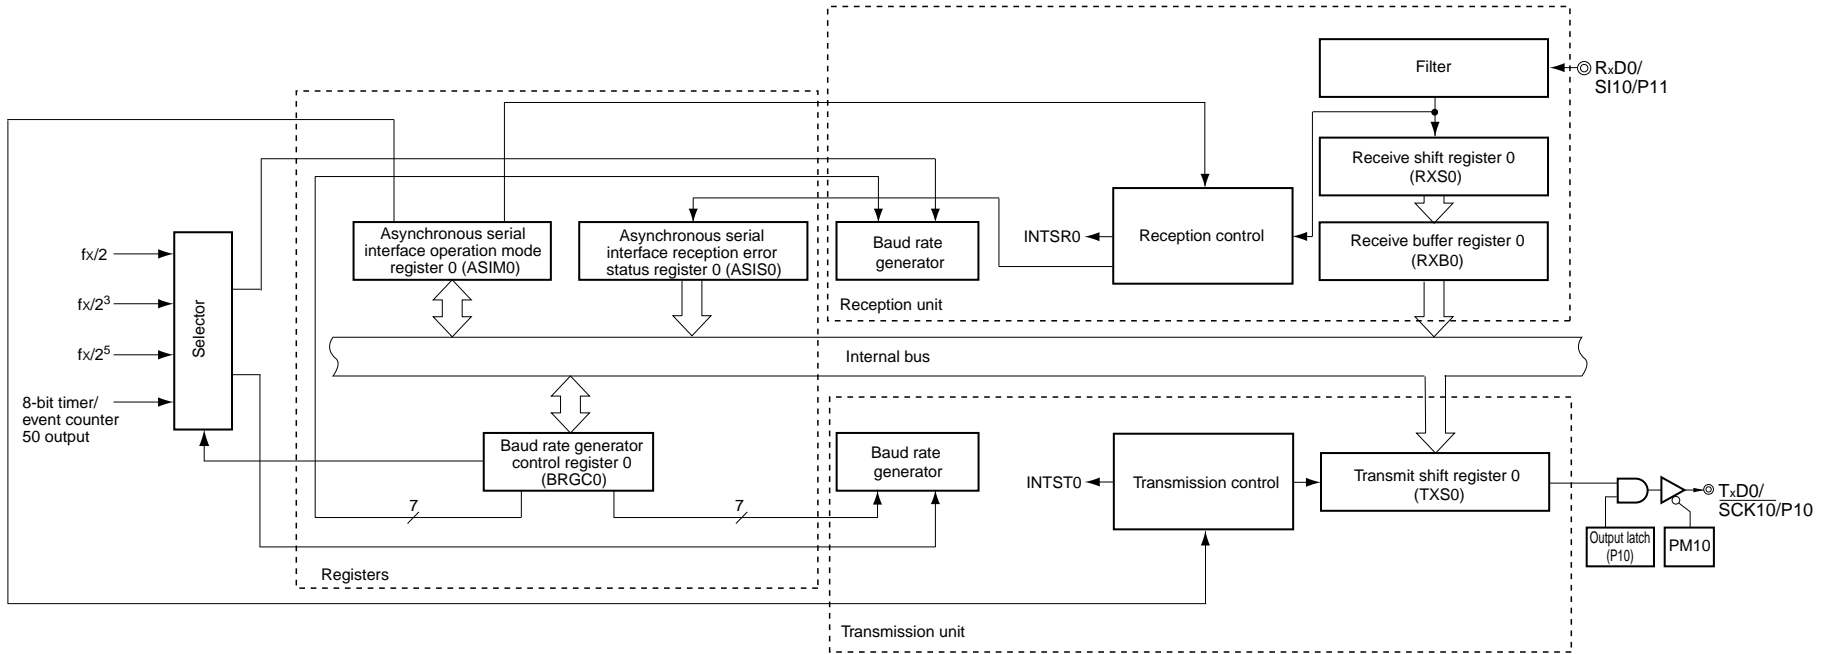 Filter
RxD0/
SI10/P11
Receive shift register 0
(RXS0)
Asynchronous serial
interface operation mode
register 0 (ASIM0)
Asynchronous serial
interface reception error
status register 0 (ASIS0)
Baud rate
generator
INTSR0
Reception control
Receive buffer register 0
(RXB0)
Reception unit
fX/2
fX/2³
fX/2⁵
8-bit timer/
event counter
50 output
Selector
Internal bus
Baud rate generator
control register 0
(BRGC0)
7
7
Baud rate
generator
INTST0
Transmission control
Transmit shift register 0
(TXS0)
TxD0/
SCK10/P10
Output latch
(P10)
PM10
Registers
Transmission unit